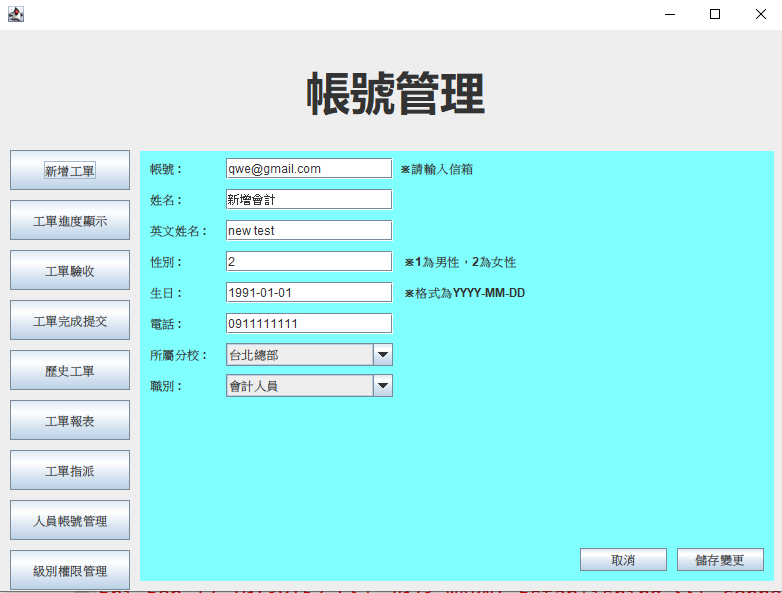 帳號管理
新增工單
工單進度顯示
工單驗收
工單完成提交
歷史工單
工單報表
工單指派
人員帳號管理
級別權限管理
帳號： qwe@gmail.com ※請輸入信箱
姓名： 新增會計
英文姓名： new test
性別： 2 ※1為男性，2為女性
生日： 1991-01-01 ※格式為YYYY-MM-DD
電話： 0911111111
所屬分校： 台北總部
職別： 會計人員
取消 儲存變更